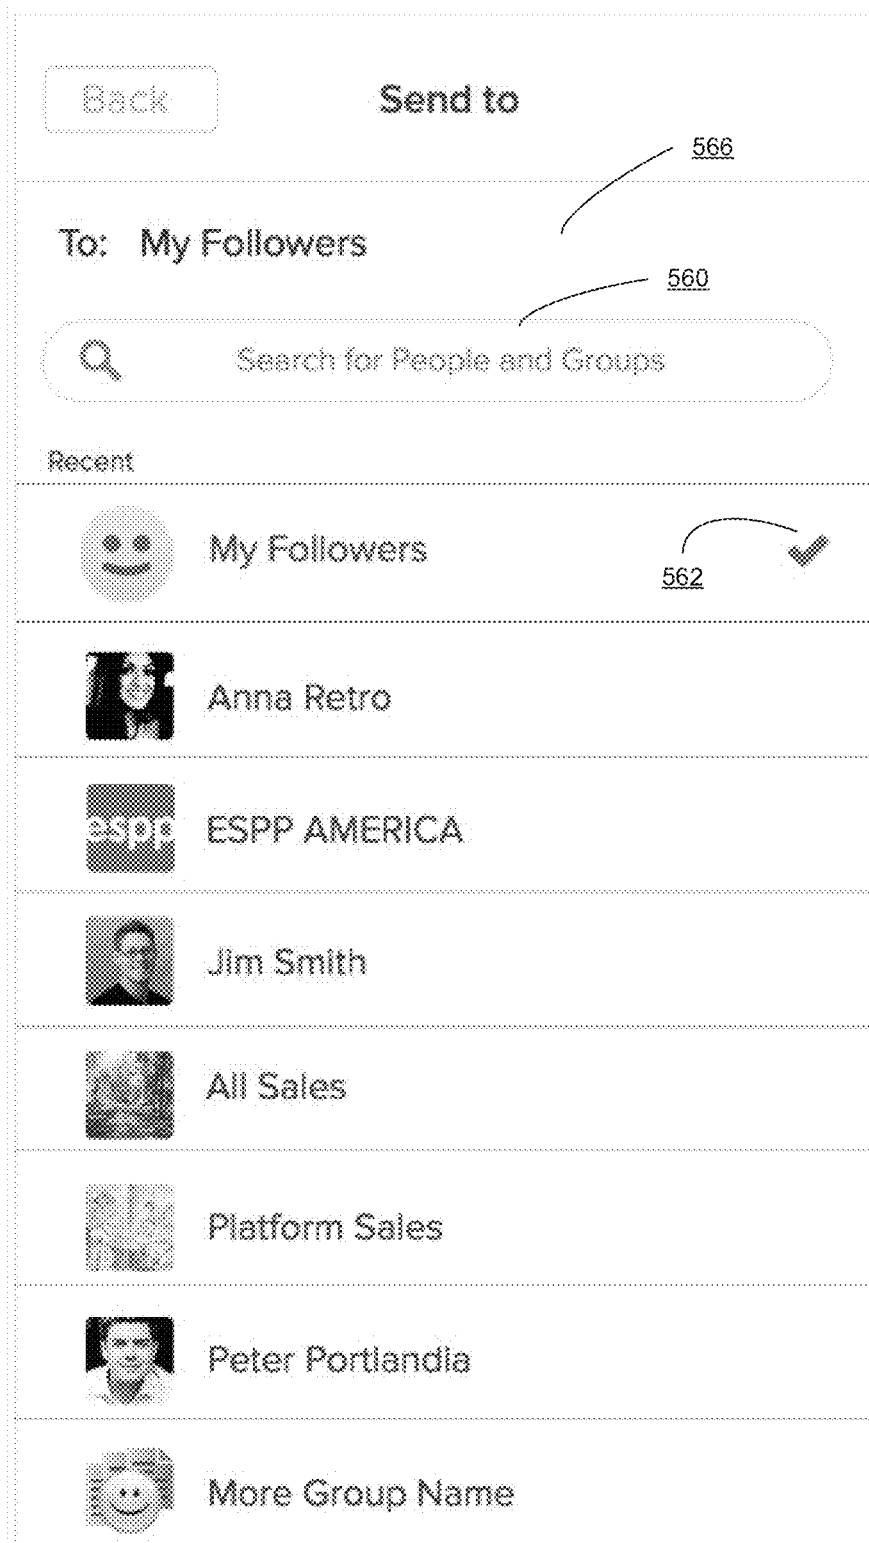 Back
Send to
566
To: My Followers
560
Search for People and Groups
Recent
My Followers
562
Anna Retro
espp
ESPP AMERICA
Jim Smith
All Sales
Platform Sales
Peter Portlandia
More Group Name